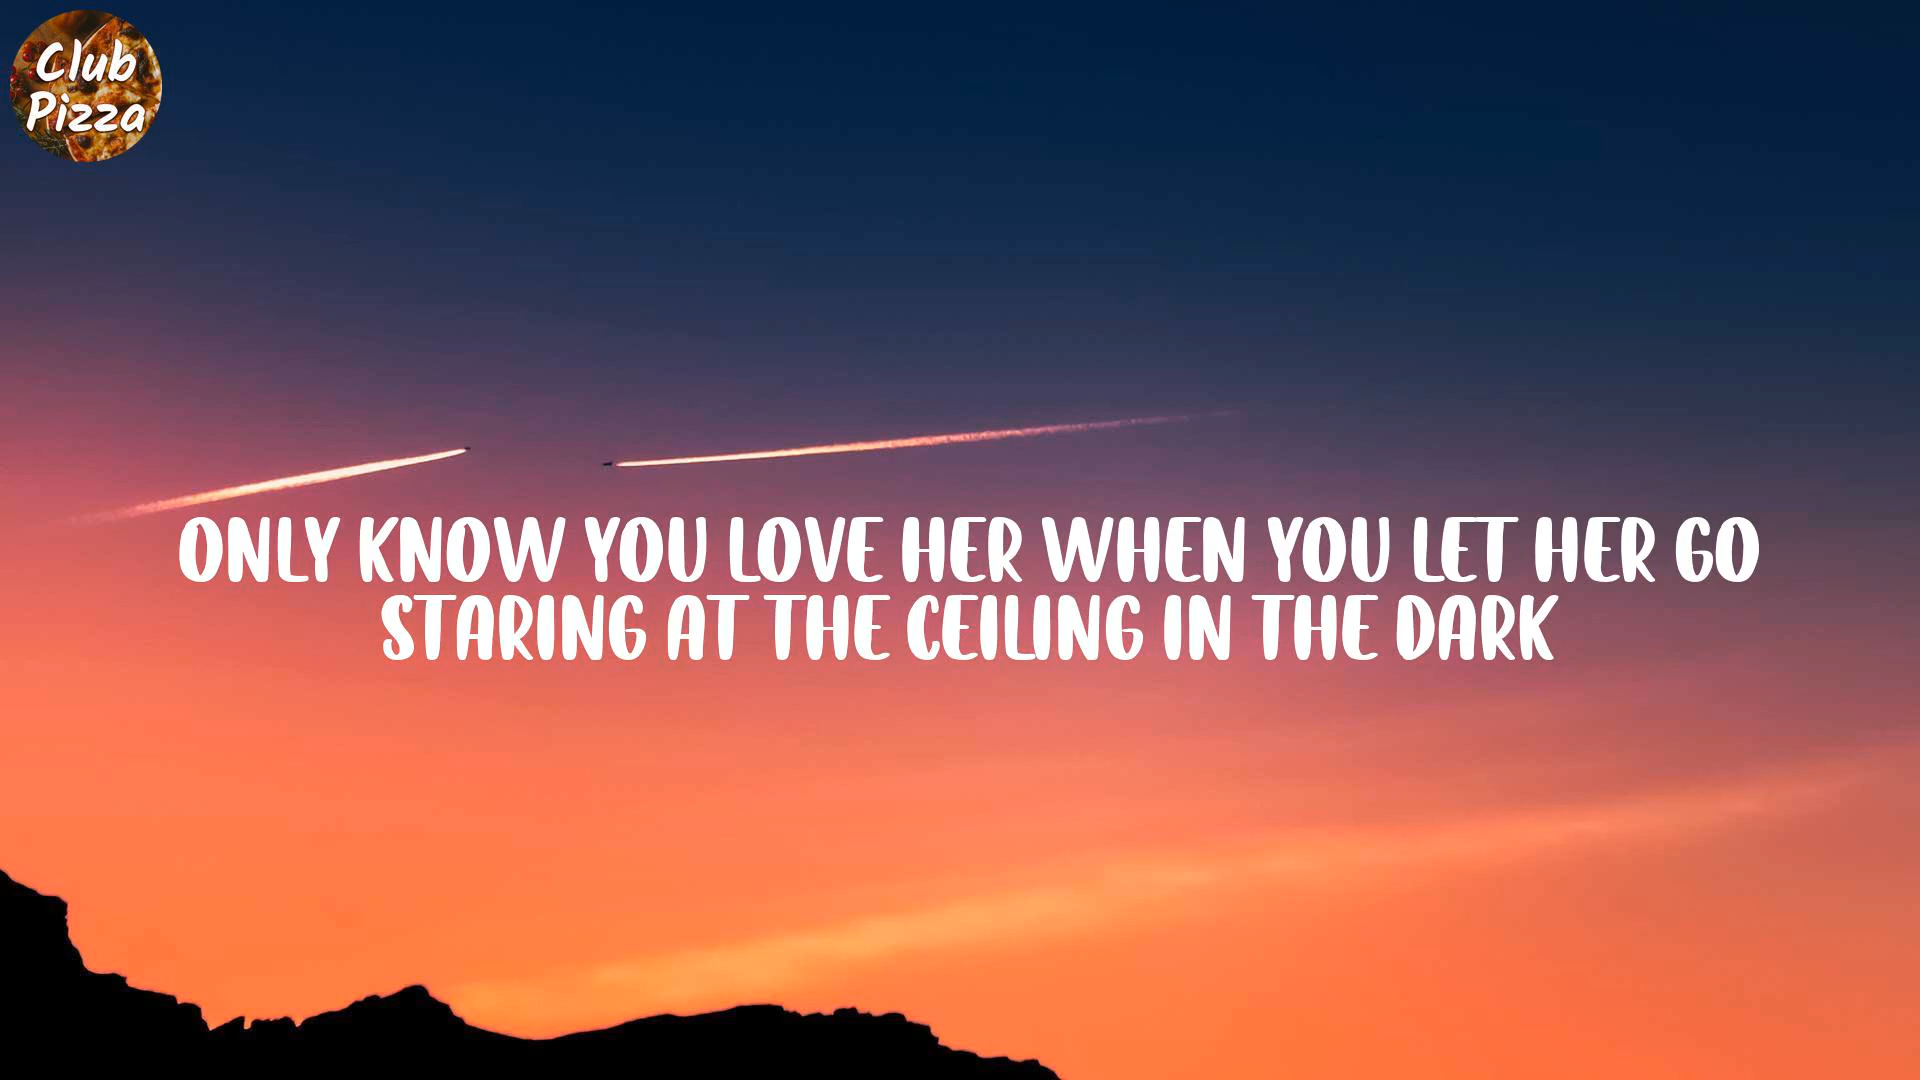 Club
Pizza
ONLY KNOW YOU LOVE HER WHEN YOU LET HER GO
STARING AT THE CEILING IN THE DARK